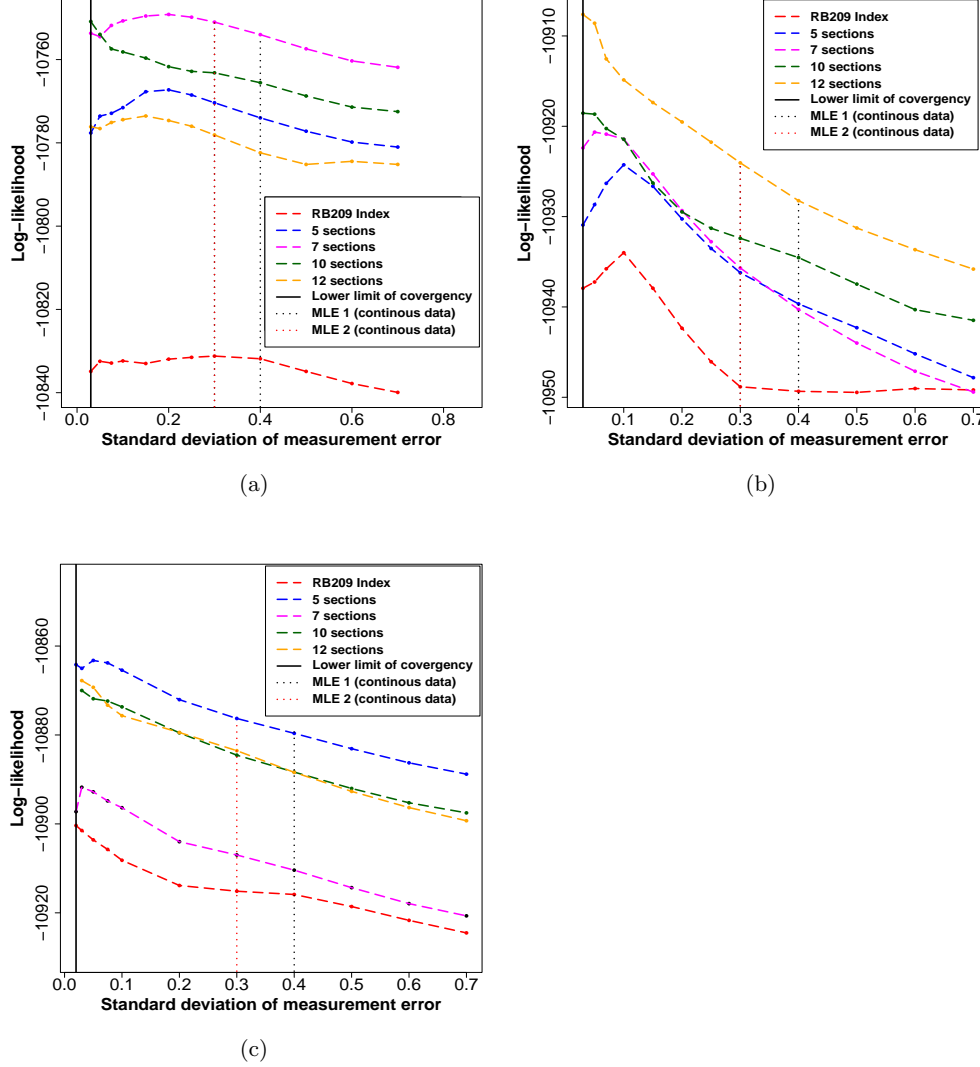 Log−likelihood
−10760
−10780
−10800
−10820
−10840
0.0
0.2
0.4
0.6
0.8
Standard deviation of measurement error
RB209 Index
5 sections
7 sections
10 sections
12 sections
Lower limit of covergency
MLE 1 (continous data)
MLE 2 (continous data)
(a)
Log−likelihood
−10910
−10920
−10930
−10940
−10950
0.1
0.2
0.3
0.4
0.5
0.6
0.7
Standard deviation of measurement error
RB209 Index
5 sections
7 sections
10 sections
12 sections
Lower limit of covergency
MLE 1 (continous data)
MLE 2 (continous data)
(b)
Log−likelihood
−10860
−10880
−10900
−10920
0.0
0.1
0.2
0.3
0.4
0.5
0.6
0.7
Standard deviation of measurement error
RB209 Index
5 sections
7 sections
10 sections
12 sections
Lower limit of covergency
MLE 1 (continous data)
MLE 2 (continous data)
(c)